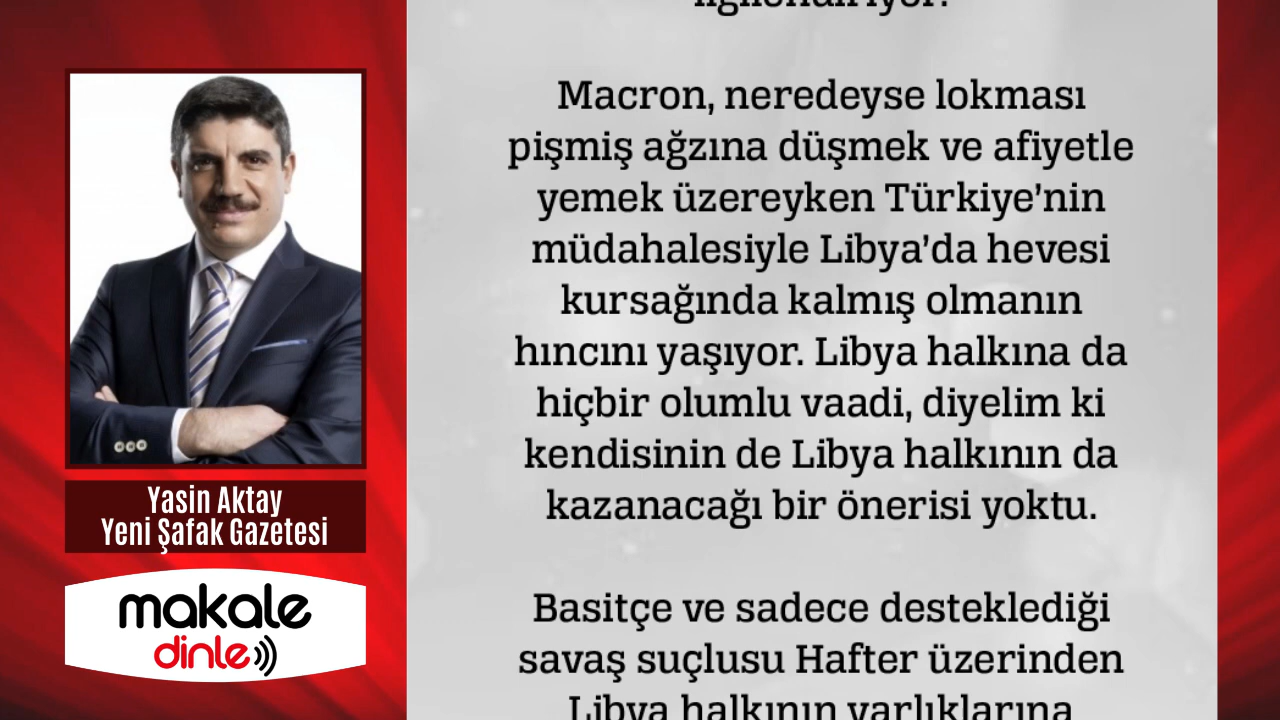 Macron, neredeyse lokması
pişmiş ağzına düşmek ve afiyetle
yemek üzereyken Türkiye'nin
müdahalesiyle Libya'da hevesi
kursağında kalmış olmanın
hıncını yaşıyor. Libya halkına da
hiçbir olumlu vaadi, diyelim ki
kendisinin de Libya halkının da
kazanacağı bir önerisi yoktu.
Basitçe ve sadece desteklediği
savaş suçlusu Hafter üzerinden
Libya halkının varlıklarına
Yasin Aktay
Yeni Şafak Gazetesi
makale
dinle